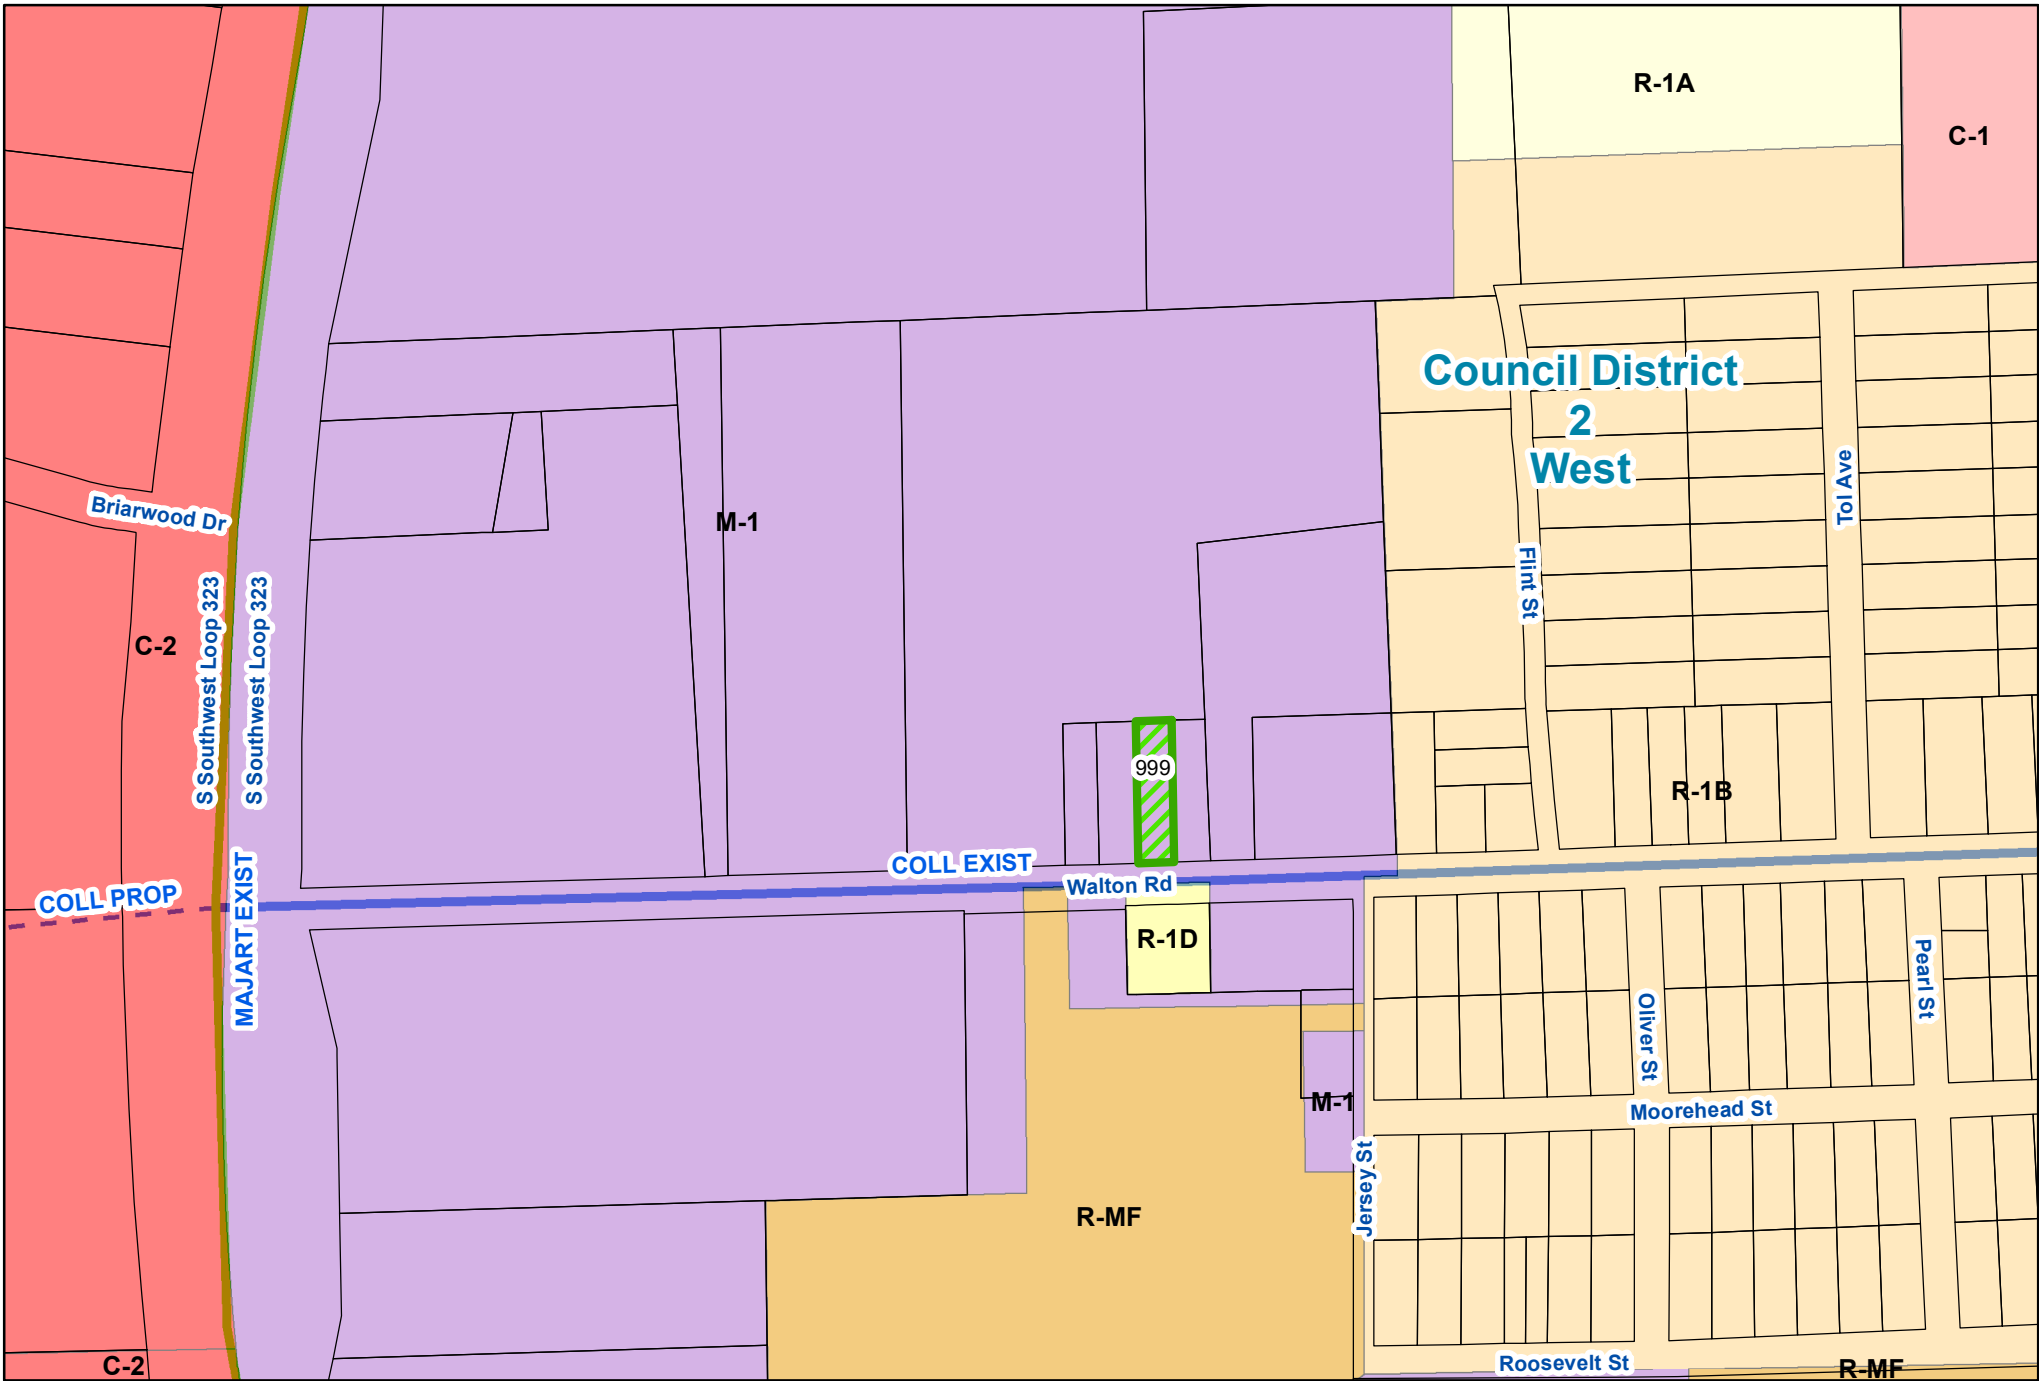 R-1A
C-1
Council District
2
West
Tol Ave
Briarwood Dr
M-1
Flint St
S Southwest Loop 323
S Southwest Loop 323
C-2
999
R-1B
COLL EXIST
Walton Rd
COLL PROP
MAJART EXIST
R-1D
Pearl St
Oliver St
M-1
Moorehead St
Jersey St
R-MF
Roosevelt St
C-2
R-MF